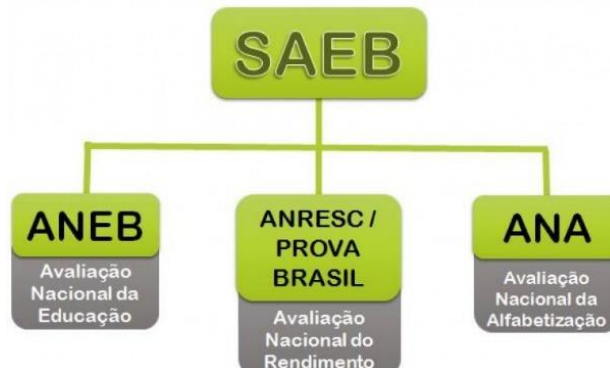 SAEB
ANEB
Avaliação
Nacional da
Educação
ANRESC /
PROVA
BRASIL
Avaliação
Nacional do
Rendimento
ANA
Avaliação
Nacional da
Alfabetização